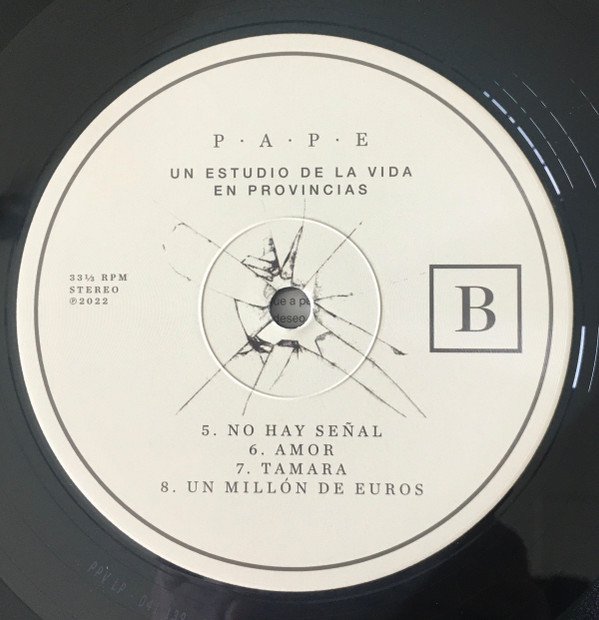 P · A · P · E
UN ESTUDIO DE LA VIDA
EN PROVINCIAS
33⅓ RPM
STEREO
℗2022
B
5. NO HAY SEÑAL
6. AMOR
7. TAMARA
8. UN MILLÓN DE EUROS
deseo